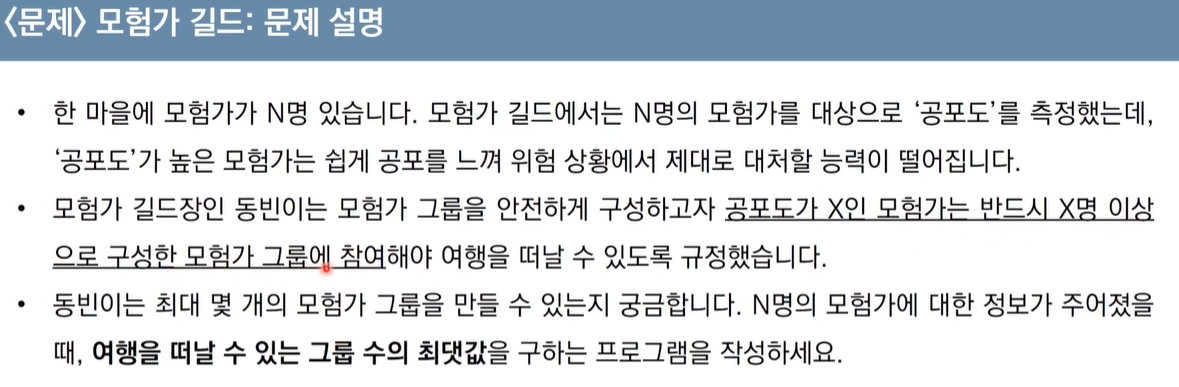 <문제> 모험가 길드: 문제 설명
• 한 마을에 모험가가 N명 있습니다. 모험가 길드에서는 N명의 모험가를 대상으로 ‘공포도’를 측정했는데,
‘공포도’가 높은 모험가는 쉽게 공포를 느껴 위험 상황에서 제대로 대처할 능력이 떨어집니다.
• 모험가 길드장인 동빈이는 모험가 그룹을 안전하게 구성하고자 공포도가 X인 모험가는 반드시 X명 이상
으로 구성한 모험가 그룹에 참여해야 여행을 떠날 수 있도록 규정했습니다.
• 동빈이는 최대 몇 개의 모험가 그룹을 만들 수 있는지 궁금합니다. N명의 모험가에 대한 정보가 주어졌을
때, 여행을 떠날 수 있는 그룹 수의 최댓값을 구하는 프로그램을 작성하세요.